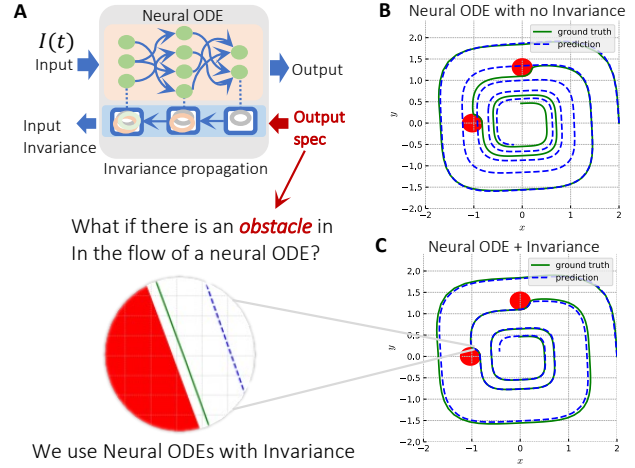 A
Neural ODE
I(t)
Input
Output
Input
Invariance
Output
spec
Invariance propagation
What if there is an obstacle in
In the flow of a neural ODE?
We use Neural ODEs with Invariance
B
Neural ODE with no Invariance
ground truth
prediction
2.0
1.5
1.0
0.5
0.0
−0.5
−1.0
−1.5
−2.0
y
−2
−1
0
1
2
x
C
Neural ODE + Invariance
ground truth
prediction
2.0
1.5
1.0
0.5
0.0
−0.5
−1.0
−1.5
−2.0
y
−2
−1
0
1
2
x